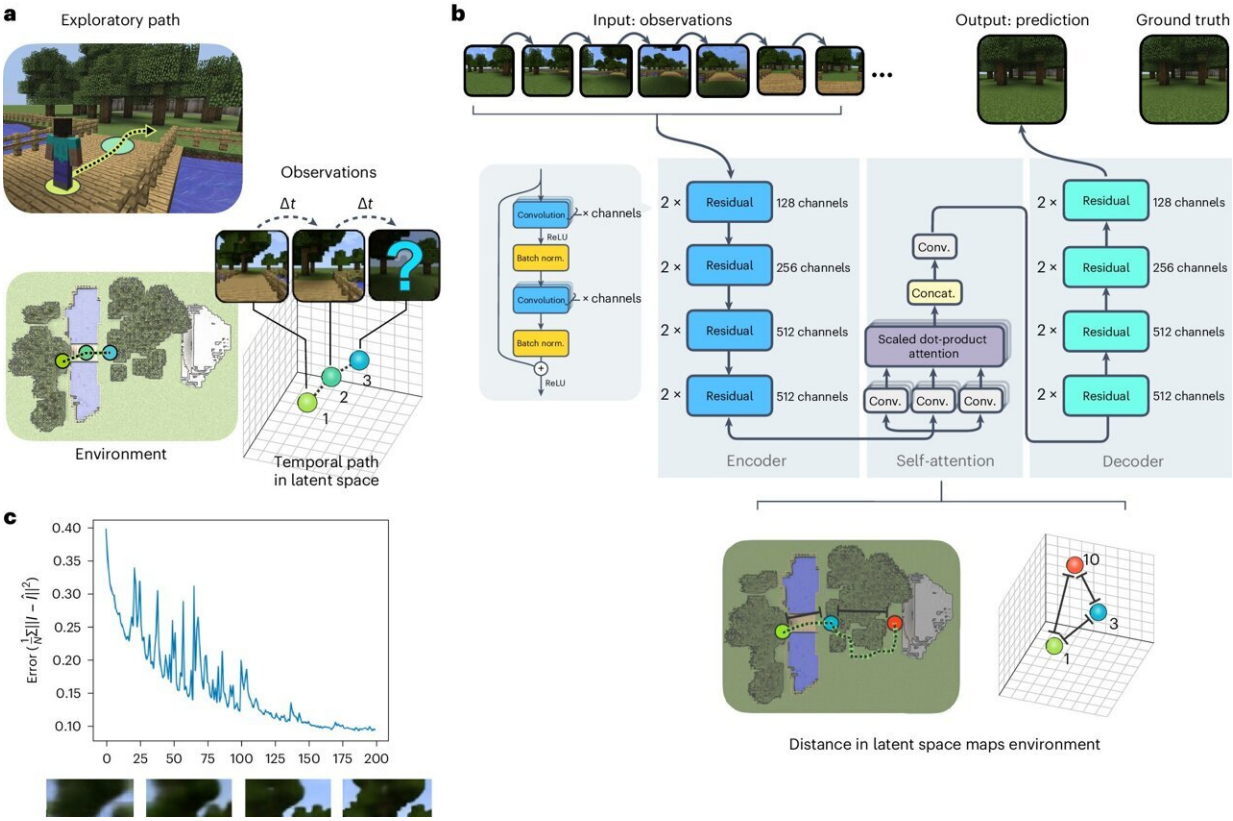 a
Exploratory path
Observations
Δt
Δt
?
1
2
3
Environment
Temporal path
in latent space
b
Input: observations
Output: prediction
Ground truth
...
Convolution
× channels
ReLU
Batch norm.
Convolution
× channels
Batch norm.
+
ReLU
2 × Residual 128 channels
2 × Residual 256 channels
2 × Residual 512 channels
2 × Residual 512 channels
Encoder
Conv.
Concat.
Scaled dot-product
attention
Conv. Conv. Conv.
Self-attention
2 × Residual 128 channels
2 × Residual 256 channels
2 × Residual 512 channels
2 × Residual 512 channels
Decoder
10
3
1
Distance in latent space maps environment
c
Error (1/N Σ||I − Î||²)
0.40
0.35
0.30
0.25
0.20
0.15
0.10
0 25 50 75 100 125 150 175 200